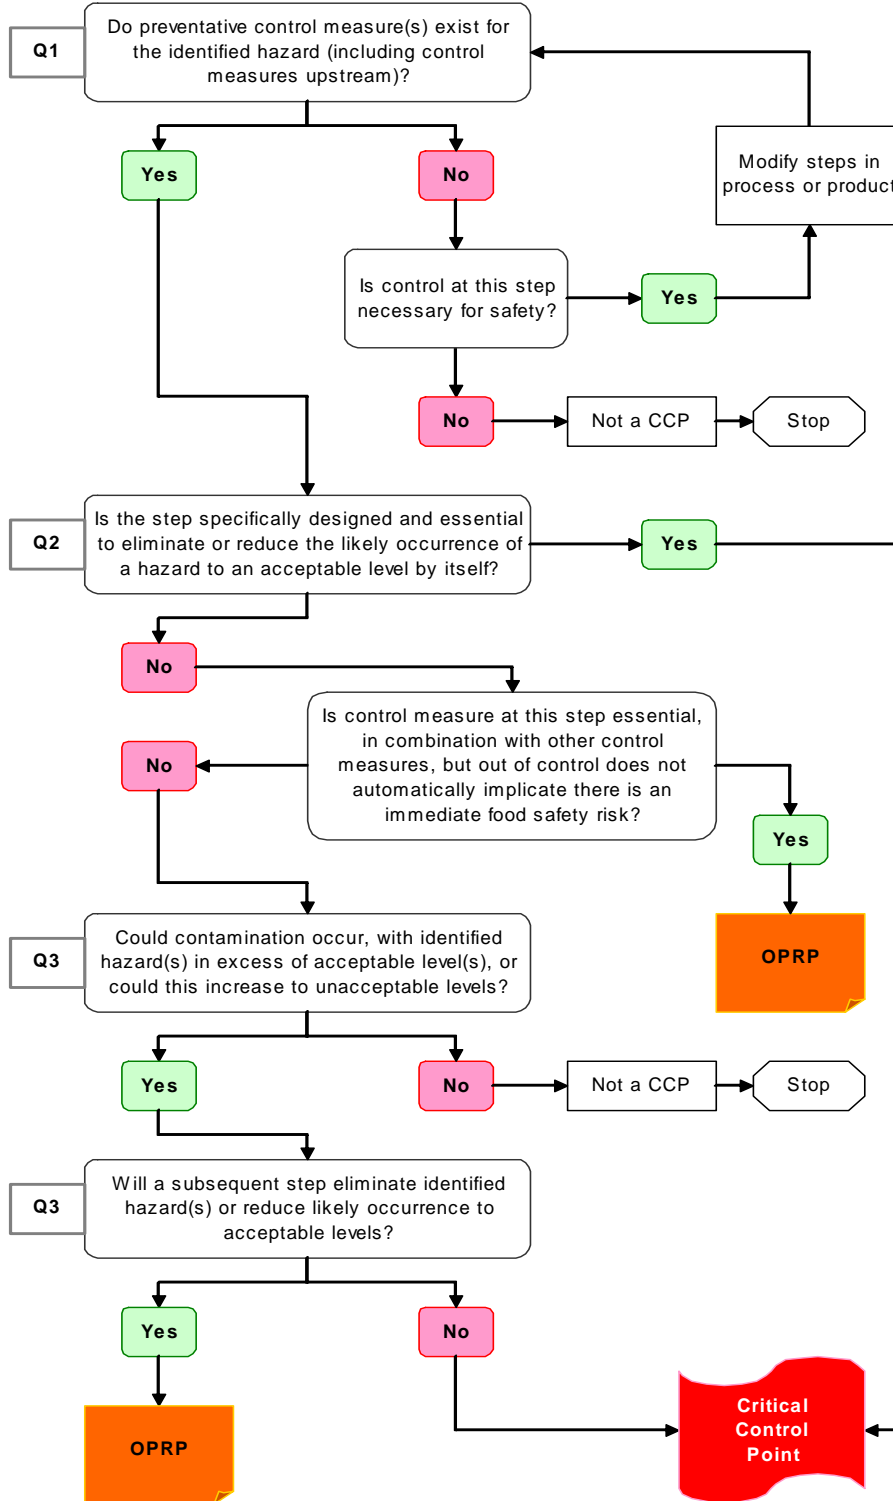 Q1
Do preventative control measure(s) exist for
the identified hazard (including control
measures upstream)?
Yes
No
Modify steps in
process or product
Is control at this step
necessary for safety?
Yes
No
Not a CCP
Stop
Q2
Is the step specifically designed and essential
to eliminate or reduce the likely occurrence of
a hazard to an acceptable level by itself?
Yes
No
Is control measure at this step essential,
in combination with other control
measures, but out of control does not
automatically implicate there is an
immediate food safety risk?
No
Yes
OPRP
Q3
Could contamination occur, with identified
hazard(s) in excess of acceptable level(s), or
could this increase to unacceptable levels?
Yes
No
Not a CCP
Stop
Q3
Will a subsequent step eliminate identified
hazard(s) or reduce likely occurrence to
acceptable levels?
Yes
No
OPRP
Critical
Control
Point